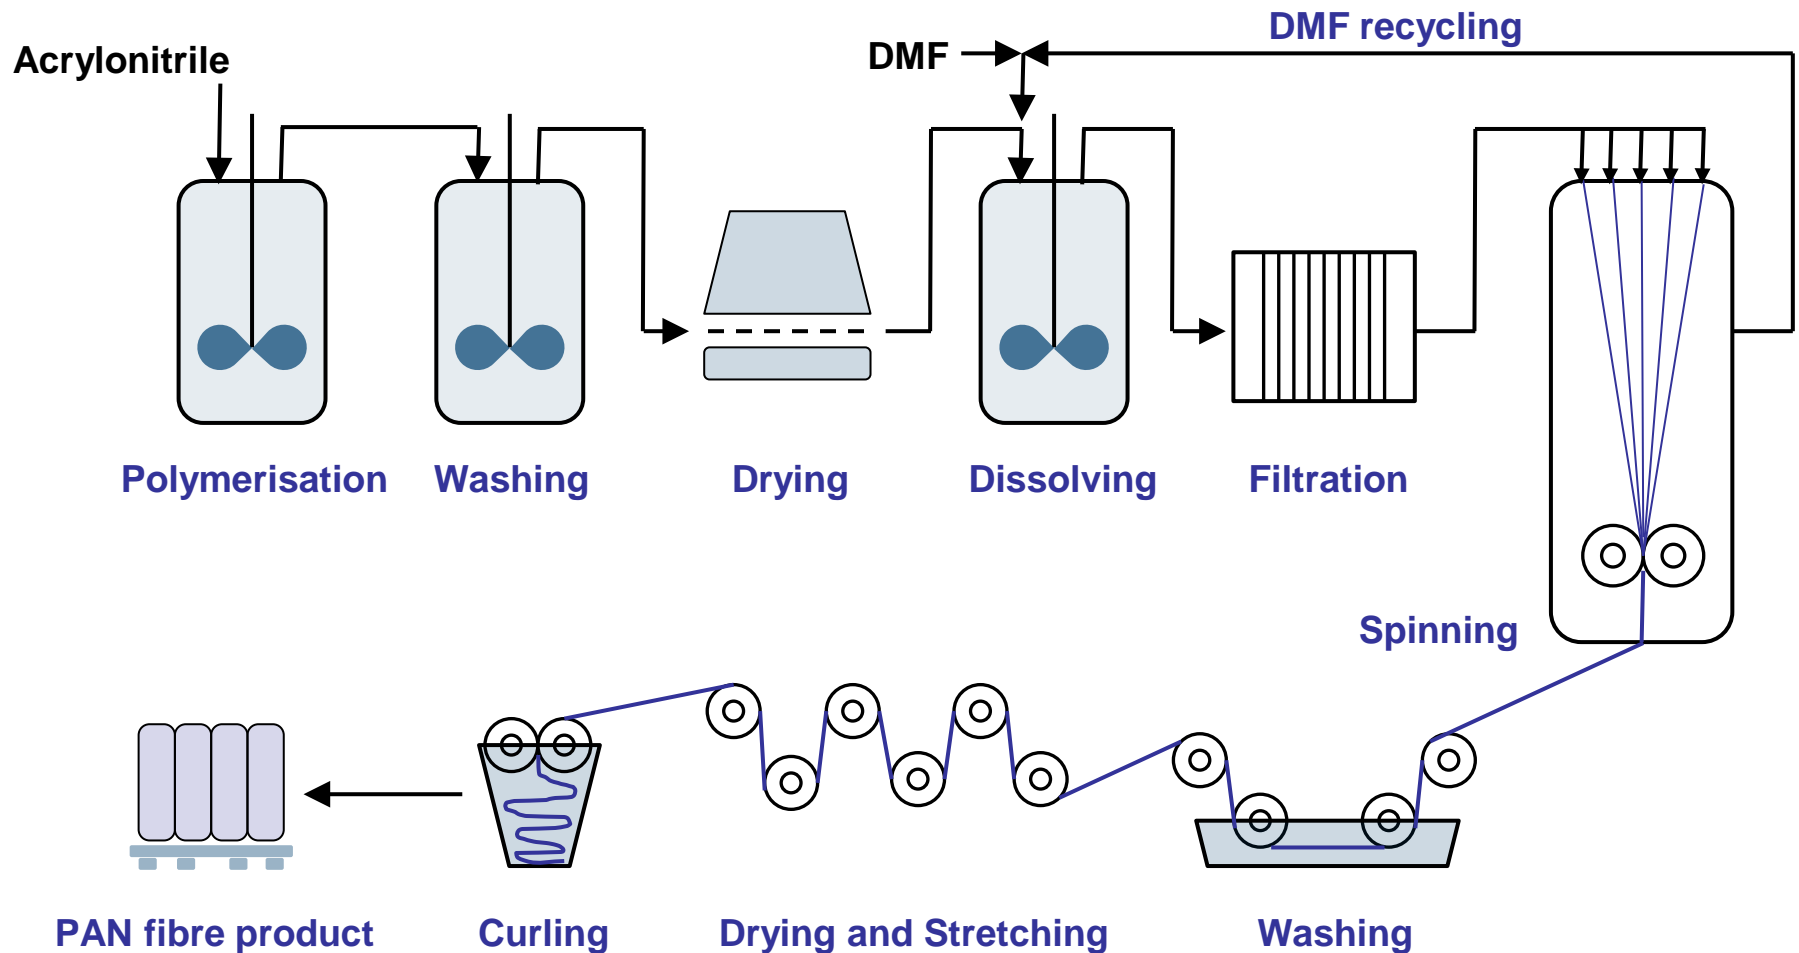 DMF recycling
Acrylonitrile
DMF
Polymerisation
Washing
Drying
Dissolving
Filtration
Spinning
PAN fibre product
Curling
Drying and Stretching
Washing